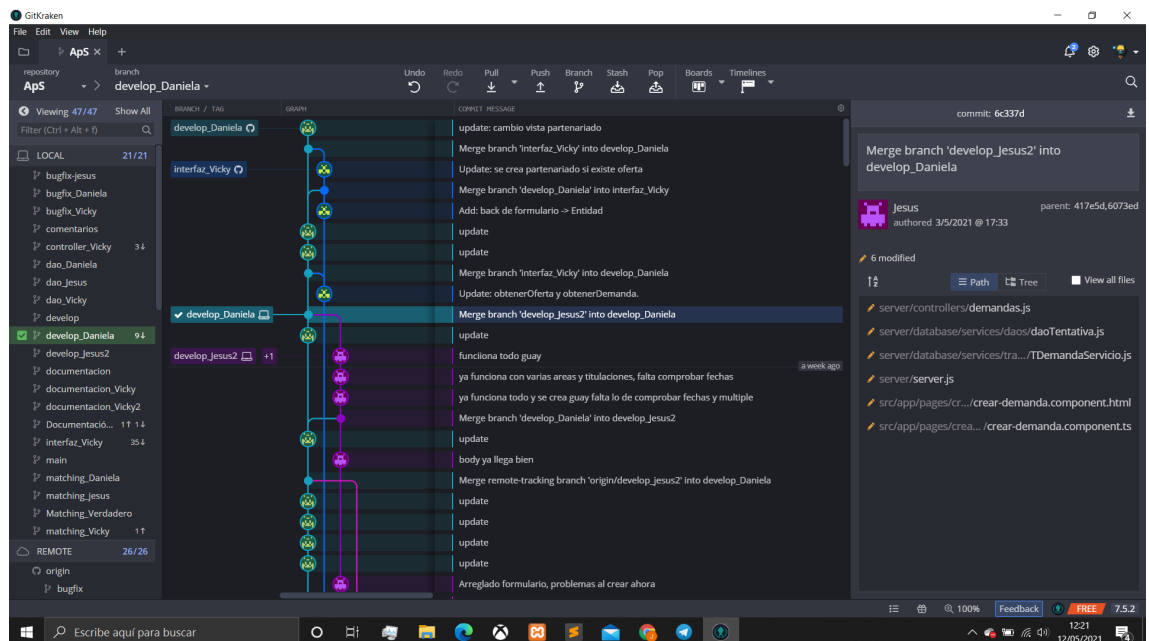 GitKraken
File Edit View Help
ApS
repository
ApS
branch
develop_Daniela
Undo Redo Pull Push Branch Stash Pop Boards Timelines
Viewing 47/47 Show All
Filter (Ctrl + Alt + f)
LOCAL 21/21
bugfix-jesus
bugfix_Daniela
bugfix_Vicky
comentarios
controller_Vicky 3↓
dao_Daniela
dao_Jesus
dao_Vicky
develop
develop_Daniela 9↓
develop_Jesus2
documentacion
documentacion_Vicky
documentacion_Vicky2
Documentació... 1↑ 1↓
interfaz_Vicky 35↓
main
matching_Daniela
matching_jesus
Matching_Verdadero
matching_Vicky 1↑
REMOTE 26/26
origin
bugfix
BRANCH / TAG GRAPH COMMIT MESSAGE
develop_Daniela update: cambio vista partenariado
Merge branch 'interfaz_Vicky' into develop_Daniela
interfaz_Vicky Update: se crea partenariado si existe oferta
Merge branch 'develop_Daniela' into interfaz_Vicky
Add: back de formulario -> Entidad
update
update
Merge branch 'interfaz_Vicky' into develop_Daniela
Update: obtenerOferta y obtenerDemanda.
develop_Daniela Merge branch 'develop_Jesus2' into develop_Daniela
update
develop_Jesus2 +1 funciiona todo guay
a week ago
ya funciona con varias areas y titulaciones, falta comprobar fechas
ya funciona todo y se crea guay falta lo de comprobar fechas y multiple
Merge branch 'develop_Daniela' into develop_Jesus2
update
body ya llega bien
Merge remote-tracking branch 'origin/develop_jesus2' into develop_Daniela
update
update
update
update
Arreglado formulario, problemas al crear ahora
commit: 6c337d
Merge branch 'develop_Jesus2' into
develop_Daniela
Jesus
authored 3/5/2021 @ 17:33
parent: 417e5d,6073ed
6 modified
Path Tree View all files
server/controllers/demandas.js
server/database/services/daos/daoTentativa.js
server/database/services/tra.../TDemandaServicio.js
server/server.js
src/app/pages/cr.../crear-demanda.component.html
src/app/pages/crea... /crear-demanda.component.ts
100% Feedback FREE 7.5.2
Escribe aquí para buscar
12:21
12/05/2021